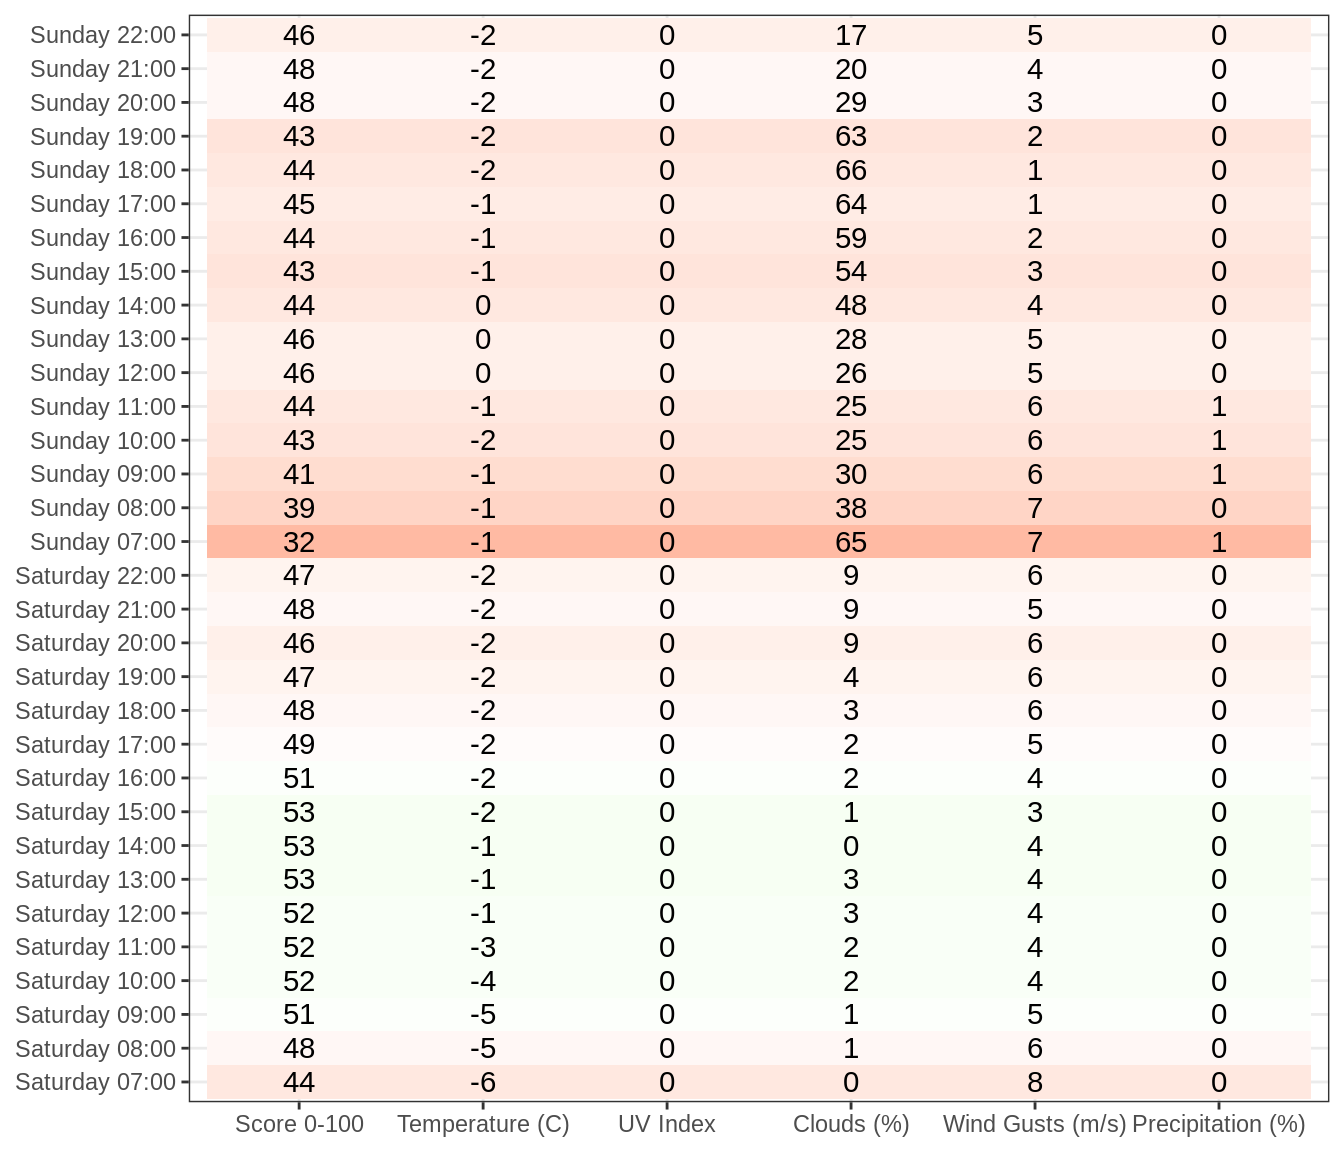 Sunday 22:00 46 -2 0 17 5 0
Sunday 21:00 48 -2 0 20 4 0
Sunday 20:00 48 -2 0 29 3 0
Sunday 19:00 43 -2 0 63 2 0
Sunday 18:00 44 -2 0 66 1 0
Sunday 17:00 45 -1 0 64 1 0
Sunday 16:00 44 -1 0 59 2 0
Sunday 15:00 43 -1 0 54 3 0
Sunday 14:00 44 0 0 48 4 0
Sunday 13:00 46 0 0 28 5 0
Sunday 12:00 46 0 0 26 5 0
Sunday 11:00 44 -1 0 25 6 1
Sunday 10:00 43 -2 0 25 6 1
Sunday 09:00 41 -1 0 30 6 1
Sunday 08:00 39 -1 0 38 7 0
Sunday 07:00 32 -1 0 65 7 1
Saturday 22:00 47 -2 0 9 6 0
Saturday 21:00 48 -2 0 9 5 0
Saturday 20:00 46 -2 0 9 6 0
Saturday 19:00 47 -2 0 4 6 0
Saturday 18:00 48 -2 0 3 6 0
Saturday 17:00 49 -2 0 2 5 0
Saturday 16:00 51 -2 0 2 4 0
Saturday 15:00 53 -2 0 1 3 0
Saturday 14:00 53 -1 0 0 4 0
Saturday 13:00 53 -1 0 3 4 0
Saturday 12:00 52 -1 0 3 4 0
Saturday 11:00 52 -3 0 2 4 0
Saturday 10:00 52 -4 0 2 4 0
Saturday 09:00 51 -5 0 1 5 0
Saturday 08:00 48 -5 0 1 6 0
Saturday 07:00 44 -6 0 0 8 0
Score 0-100 Temperature (C) UV Index Clouds (%) Wind Gusts (m/s) Precipitation (%)